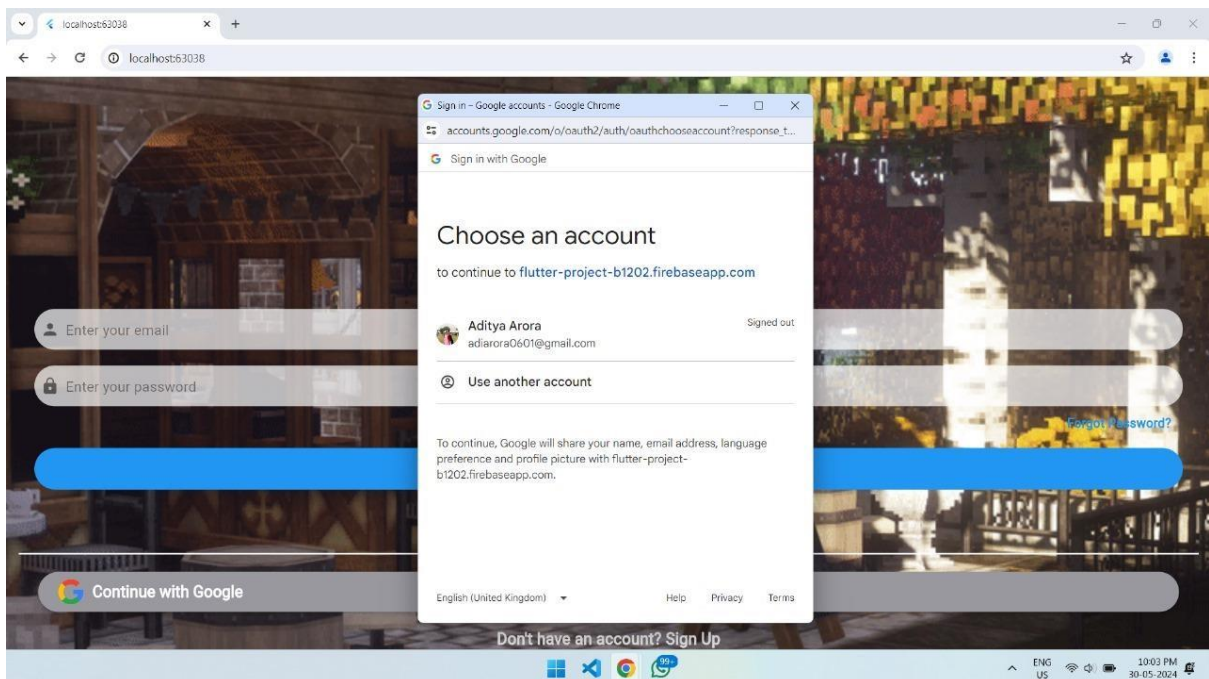 localhost:63038
localhost:63038
Sign in – Google accounts - Google Chrome
accounts.google.com/o/oauth2/auth/oauthchooseaccount?response_t...
Sign in with Google
Choose an account
to continue to flutter-project-b1202.firebaseapp.com
Aditya Arora
Signed out
adiarora0601@gmail.com
Use another account
To continue, Google will share your name, email address, language
preference and profile picture with flutter-project-
b1202.firebaseapp.com.
English (United Kingdom)
Help Privacy Terms
Enter your email
Enter your password
Forgot Password?
Continue with Google
Don't have an account? Sign Up
99+
ENG
US
10:03 PM
30-05-2024